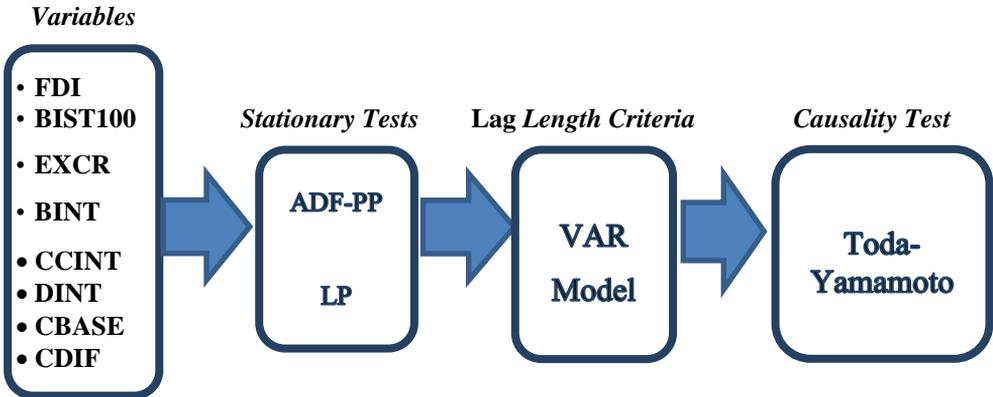 Variables
• FDI
• BIST100
• EXCR
• BINT
• CCINT
• DINT
• CBASE
• CDIF
Stationary Tests
ADF-PP
LP
Lag Length Criteria
VAR
Model
Causality Test
Toda-
Yamamoto